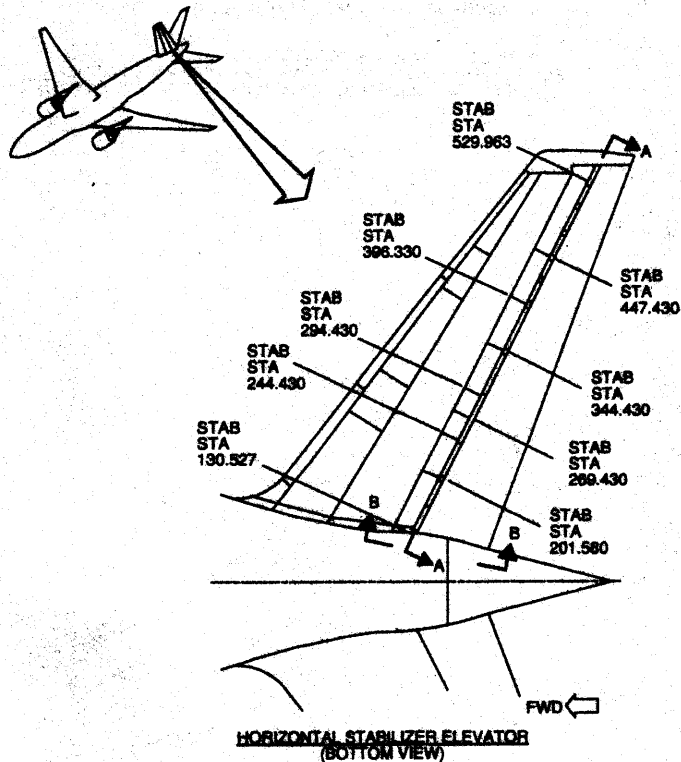 STAB
STA
529.963
A
STAB
STA
396.330
STAB
STA
447.430
STAB
STA
294.430
STAB
STA
244.430
STAB
STA
344.430
STAB
STA
130.527
STAB
STA
269.430
B
B
STAB
STA
201.560
A
FWD
HORIZONTAL STABILIZER ELEVATOR
(BOTTOM VIEW)